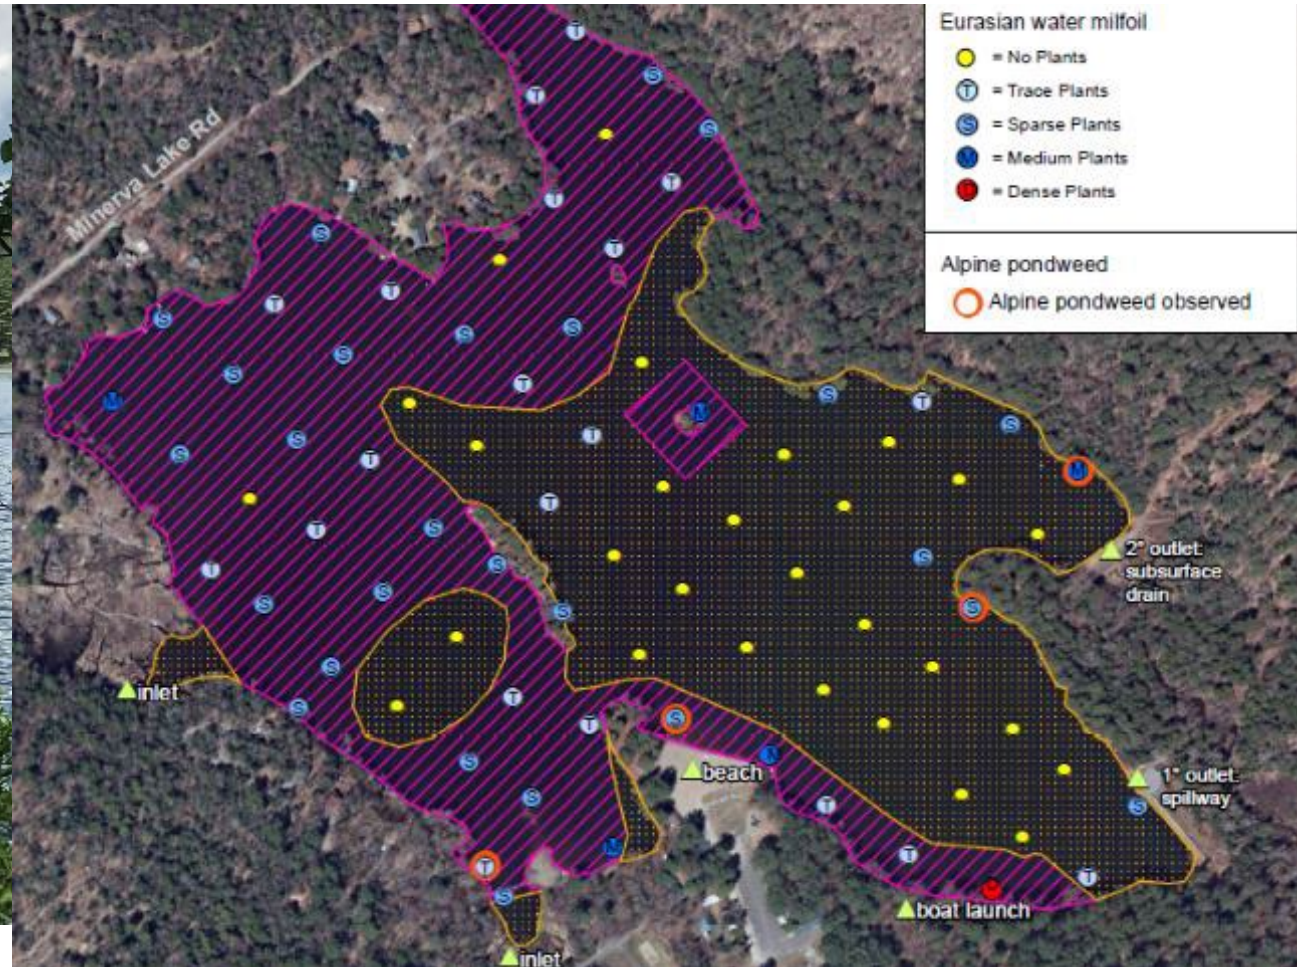 Eurasian water milfoil
= No Plants
T = Trace Plants
S = Sparse Plants
M = Medium Plants
= Dense Plants
Alpine pondweed
Alpine pondweed observed
Minerva Lake Rd
T
S
T
S
T
T
S
T
T
T
S
S
S
S
S
T
M
S
T
S
M
S
T
S
T
S
T
M
T
T
S
S
S
T
S
S
2° outlet:
subsurface
drain
S
S
S
S
inlet
S
T
S
T
M
beach
S
1° outlet:
spillway
S
T
S
M
T
T
T
S
boat launch
inlet